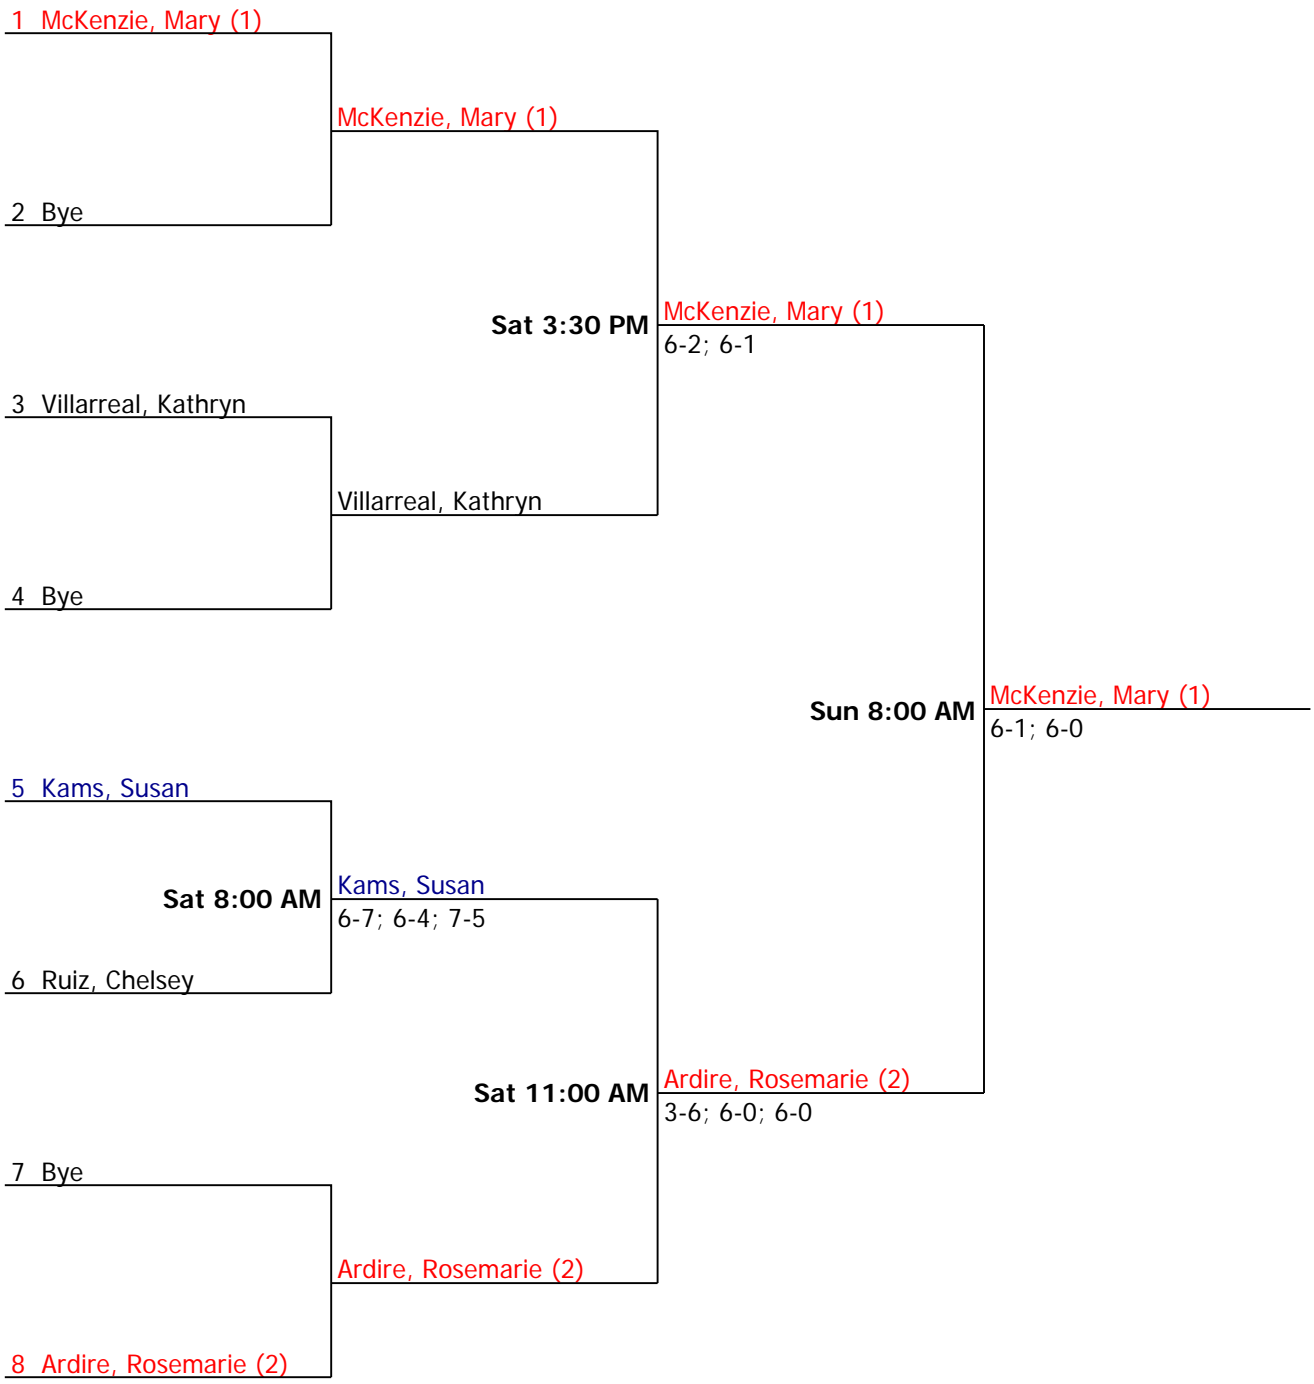 1 McKenzie, Mary (1)
McKenzie, Mary (1)
2 Bye
Sat 3:30 PM
McKenzie, Mary (1)
6-2; 6-1
3 Villarreal, Kathryn
Villarreal, Kathryn
4 Bye
Sun 8:00 AM
McKenzie, Mary (1)
6-1; 6-0
5 Kams, Susan
Sat 8:00 AM
Kams, Susan
6-7; 6-4; 7-5
6 Ruiz, Chelsey
Sat 11:00 AM
Ardire, Rosemarie (2)
3-6; 6-0; 6-0
7 Bye
Ardire, Rosemarie (2)
8 Ardire, Rosemarie (2)